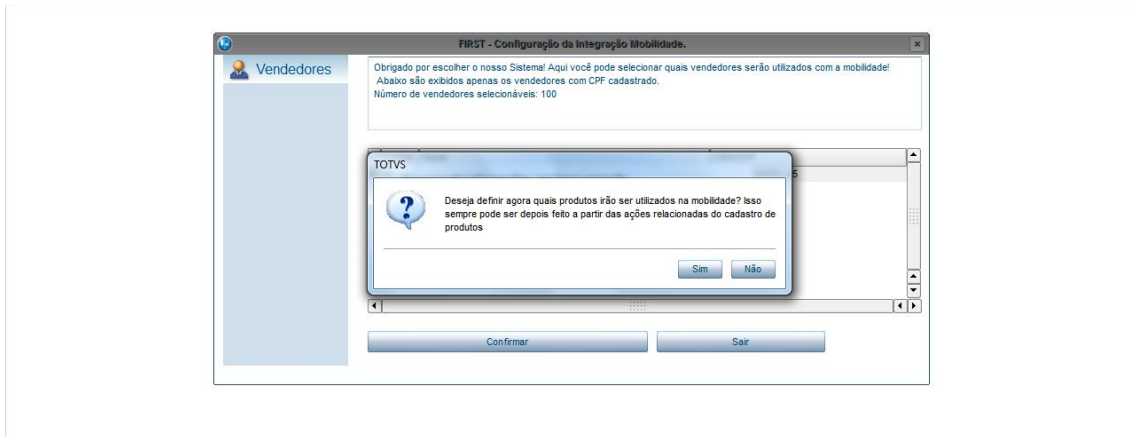 FIRST - Configuração da Integração Mobilidade.
Vendedores
Obrigado por escolher o nosso Sistema! Aqui você pode selecionar quais vendedores serão utilizados com a mobilidade!
Abaixo são exibidos apenas os vendedores com CPF cadastrado.
Número de vendedores selecionáveis: 100
TOTVS
Deseja definir agora quais produtos irão ser utilizados na mobilidade? Isso
sempre pode ser depois feito a partir das ações relacionadas do cadastro de
produtos
Sim Não
Confirmar Sair